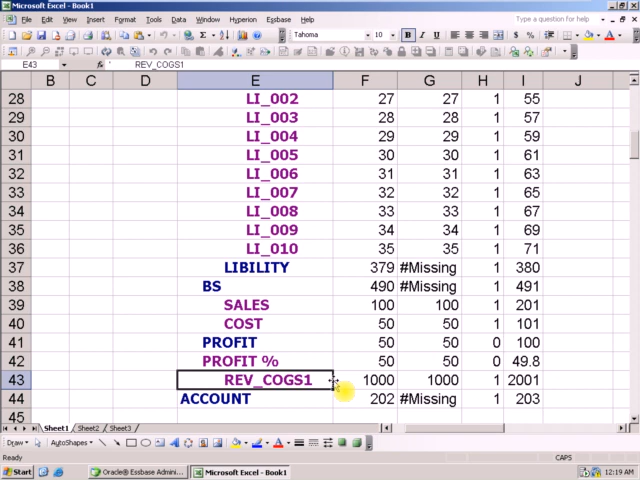 Microsoft Excel - Book1
File Edit View Insert Format Tools Data Window Hyperion Essbase Help Type a question for help
Tahoma 10 B I U $ %
E43 ' REV_COGS1
B C D E F G H I J
28 LI_002 27 27 1 55
29 LI_003 28 28 1 57
30 LI_004 29 29 1 59
31 LI_005 30 30 1 61
32 LI_006 31 31 1 63
33 LI_007 32 32 1 65
34 LI_008 33 33 1 67
35 LI_009 34 34 1 69
36 LI_010 35 35 1 71
37 LIBILITY 379 #Missing 1 380
38 BS 490 #Missing 1 491
39 SALES 100 100 1 201
40 COST 50 50 1 101
41 PROFIT 50 50 0 100
42 PROFIT % 50 50 0 49.8
43 REV_COGS1 1000 1000 1 2001
44 ACCOUNT 202 #Missing 1 203
45
Sheet1 Sheet2 Sheet3
Draw AutoShapes
Ready CAPS
Start Oracle® Essbase Admini... Microsoft Excel - Book1 12:19 AM